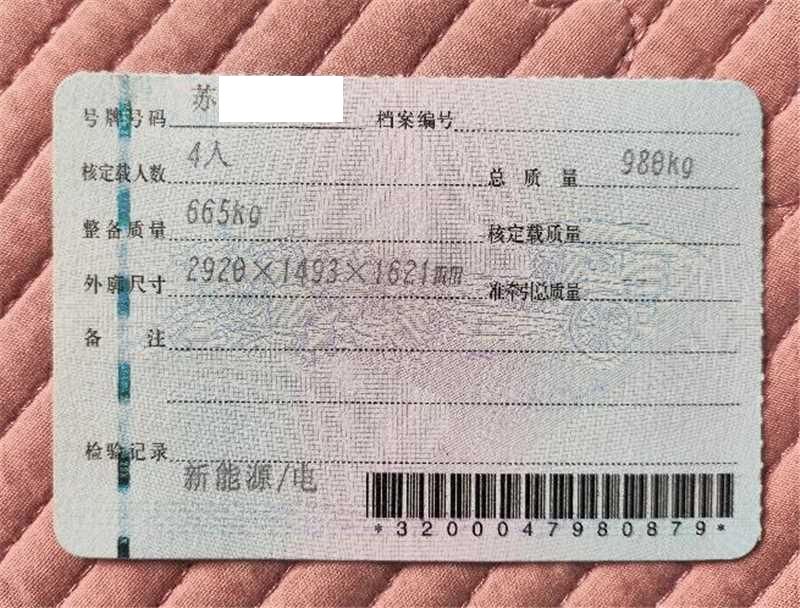 号牌号码 苏 档案编号
核定载人数 4人 总质量 980kg
整备质量 665kg 核定载质量 --
外廓尺寸 2920×1493×1621mm 准牵引总质量 --
备注
检验记录
新能源/电
*3200047980879*